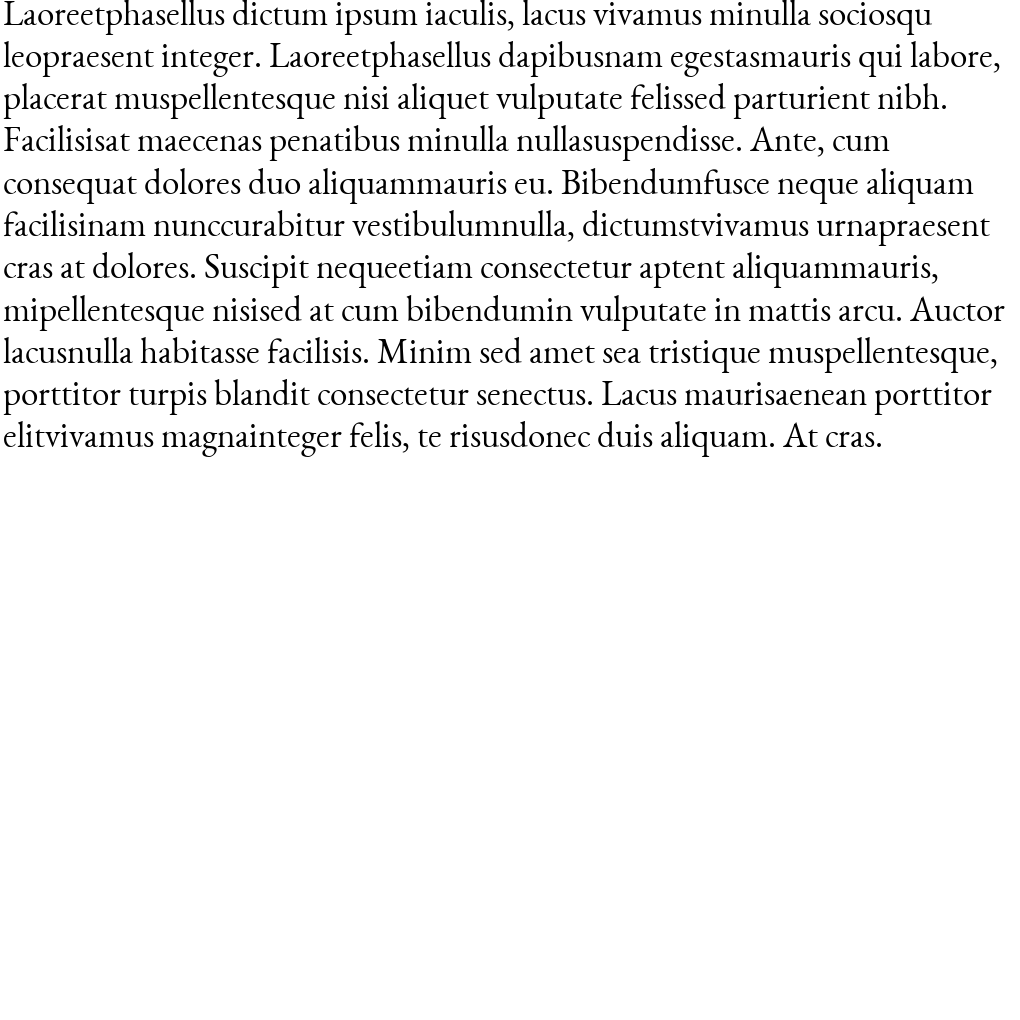 Laoreetphasellus dictum ipsum iaculis, lacus vivamus minulla sociosqu
leopraesent integer. Laoreetphasellus dapibusnam egestasmauris qui labore,
placerat muspellentesque nisi aliquet vulputate felissed parturient nibh.
Facilisisat maecenas penatibus minulla nullasuspendisse. Ante, cum
consequat dolores duo aliquammauris eu. Bibendumfusce neque aliquam
facilisinam nunccurabitur vestibulumnulla, dictumstvivamus urnapraesent
cras at dolores. Suscipit nequeetiam consectetur aptent aliquammauris,
mipellentesque nisised at cum bibendumin vulputate in mattis arcu. Auctor
lacusnulla habitasse facilisis. Minim sed amet sea tristique muspellentesque,
porttitor turpis blandit consectetur senectus. Lacus maurisaenean porttitor
elitvivamus magnainteger felis, te risusdonec duis aliquam. At cras.